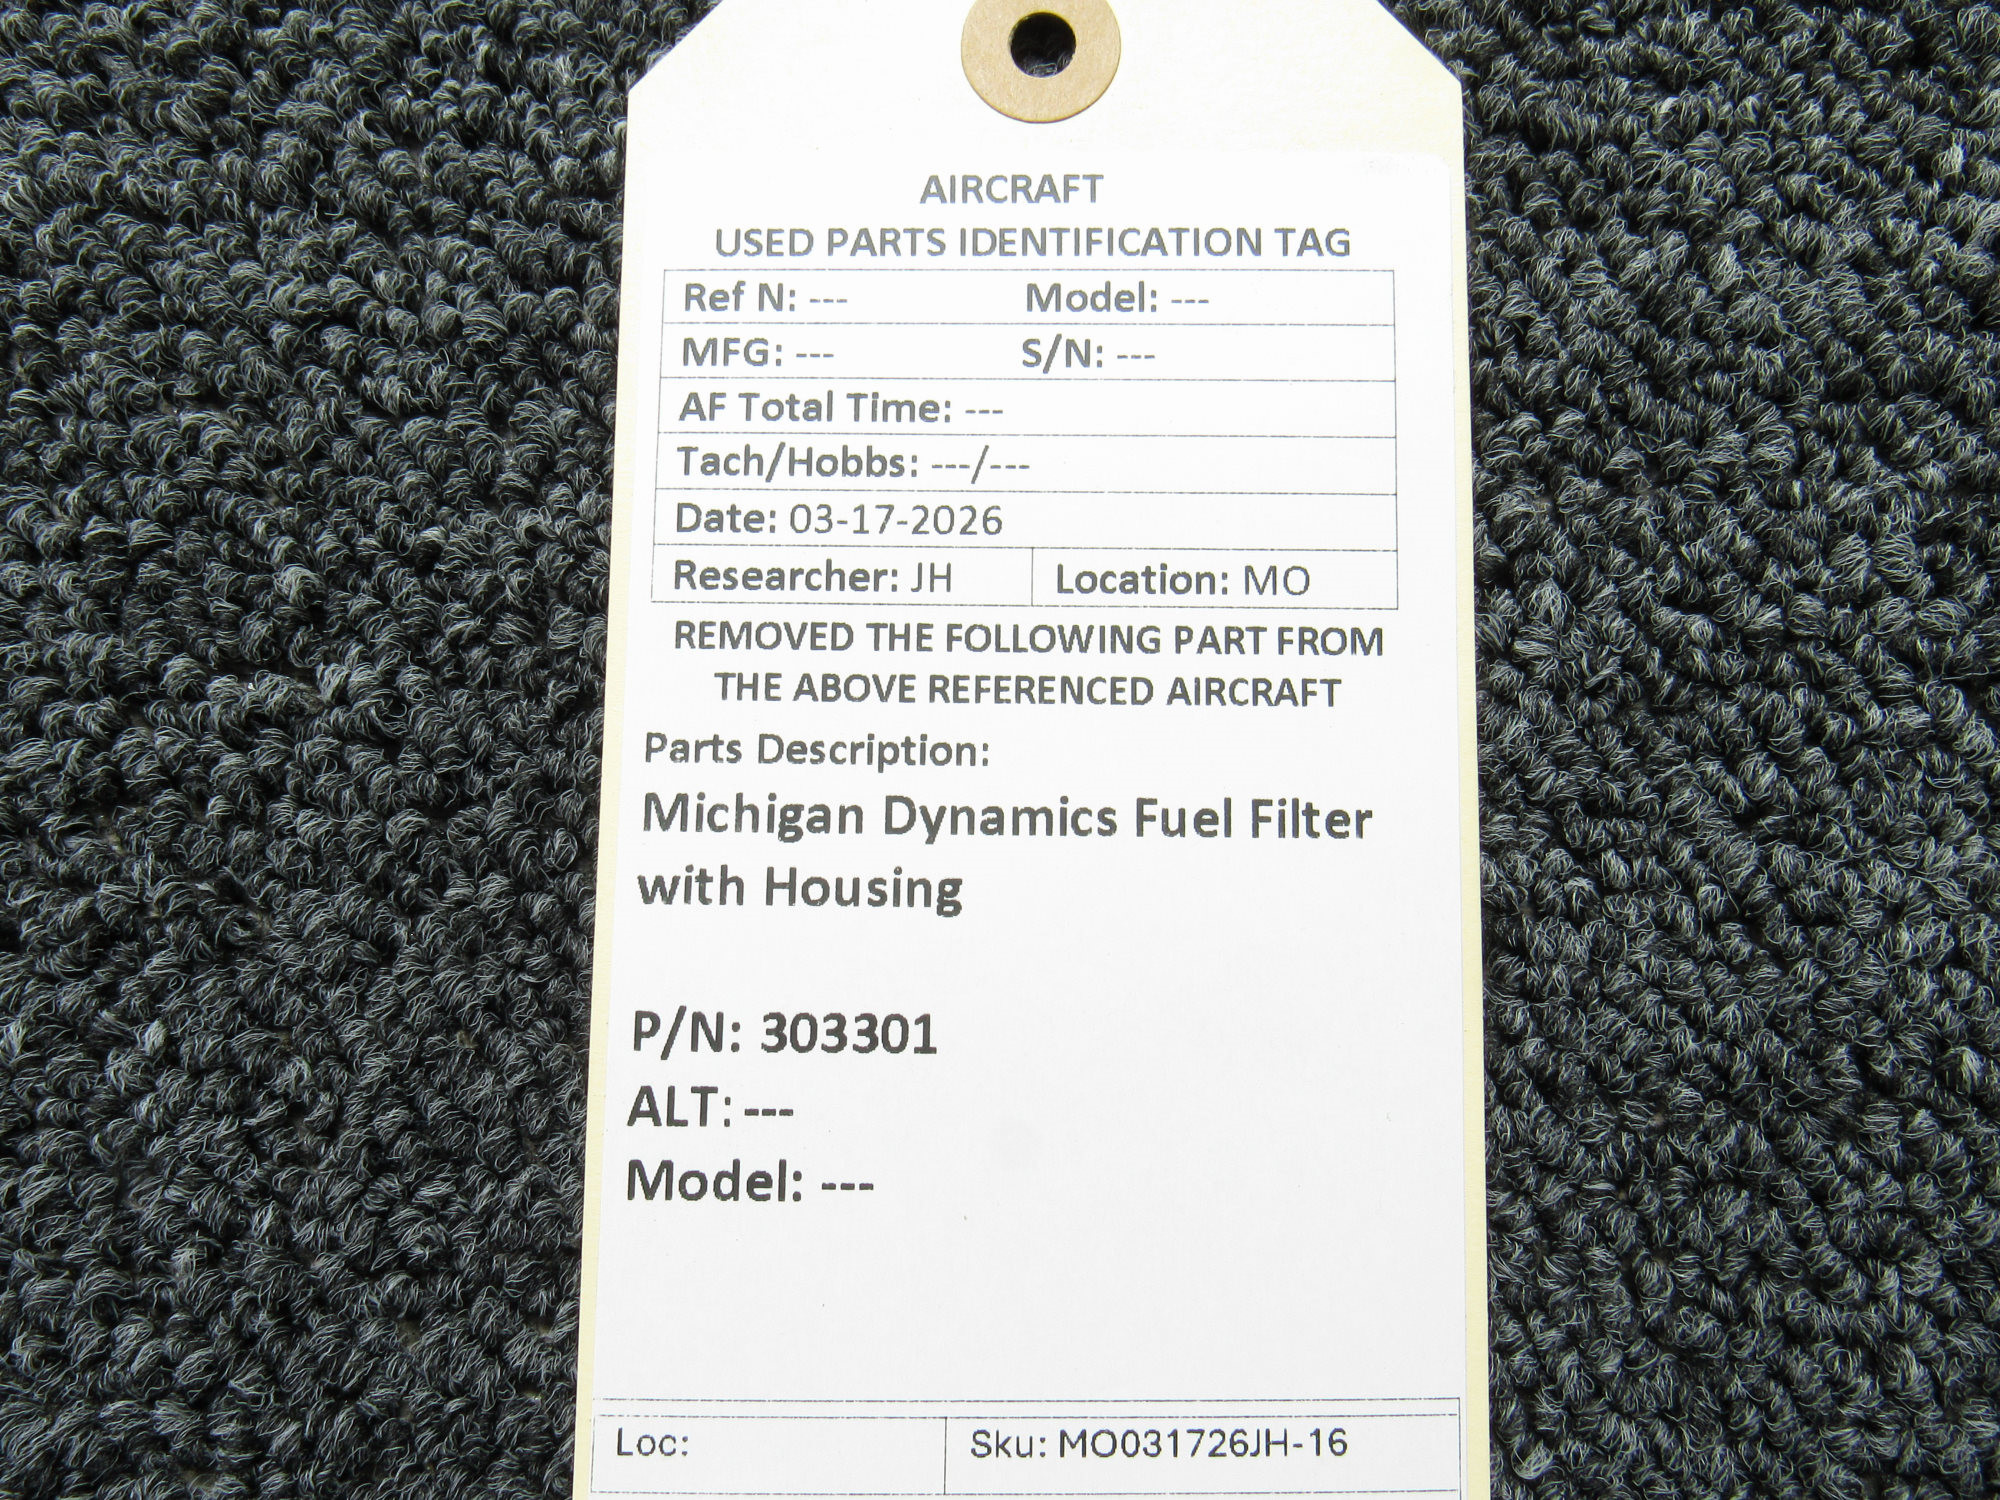 AIRCRAFT
USED PARTS IDENTIFICATION TAG
Ref N: --- Model: ---
MFG: --- S/N: ---
AF Total Time: ---
Tach/Hobbs: ---/---
Date: 03-17-2026
Researcher: JH Location: MO
REMOVED THE FOLLOWING PART FROM
THE ABOVE REFERENCED AIRCRAFT
Parts Description:
Michigan Dynamics Fuel Filter
with Housing
P/N: 303301
ALT: ---
Model: ---
Loc: Sku: MO031726JH-16